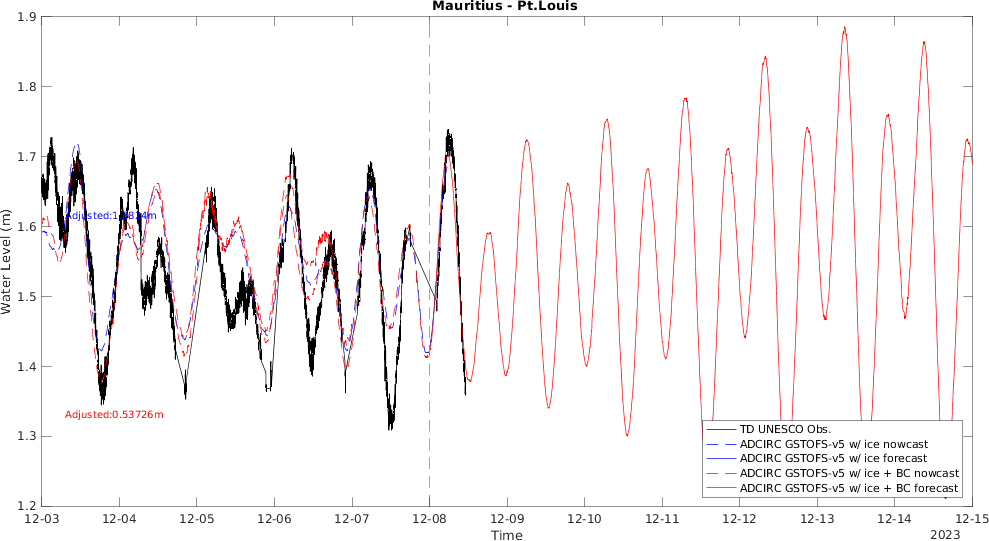 Mauritius - Pt.Louis
1.9
1.8
1.7
1.6
1.5
1.4
1.3
1.2
Water Level (m)
Adjusted:0.53726m
TD UNESCO Obs.
ADCIRC GSTOFS-v5 w/ ice nowcast
ADCIRC GSTOFS-v5 w/ ice forecast
ADCIRC GSTOFS-v5 w/ ice + BC nowcast
ADCIRC GSTOFS-v5 w/ ice + BC forecast
12-03 12-04 12-05 12-06 12-07 12-08 12-09 12-10 12-11 12-12 12-13 12-14 12-15
Time
2023